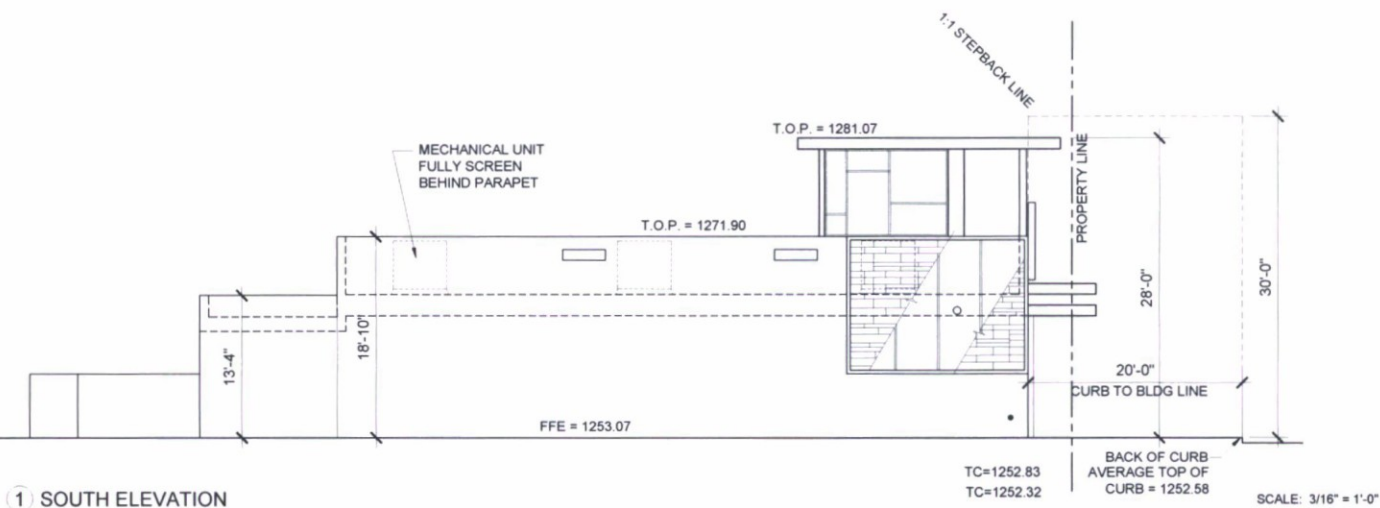 1:1 STEPBACK LINE
T.O.P. = 1281.07
MECHANICAL UNIT
FULLY SCREEN
BEHIND PARAPET
PROPERTY LINE
T.O.P. = 1271.90
28'-0"
30'-0"
18'-10"
13'-4"
20'-0"
CURB TO BLDG LINE
FFE = 1253.07
BACK OF CURB
TC=1252.83 AVERAGE TOP OF
TC=1252.32 CURB = 1252.58
1 SOUTH ELEVATION
SCALE: 3/16" = 1'-0"